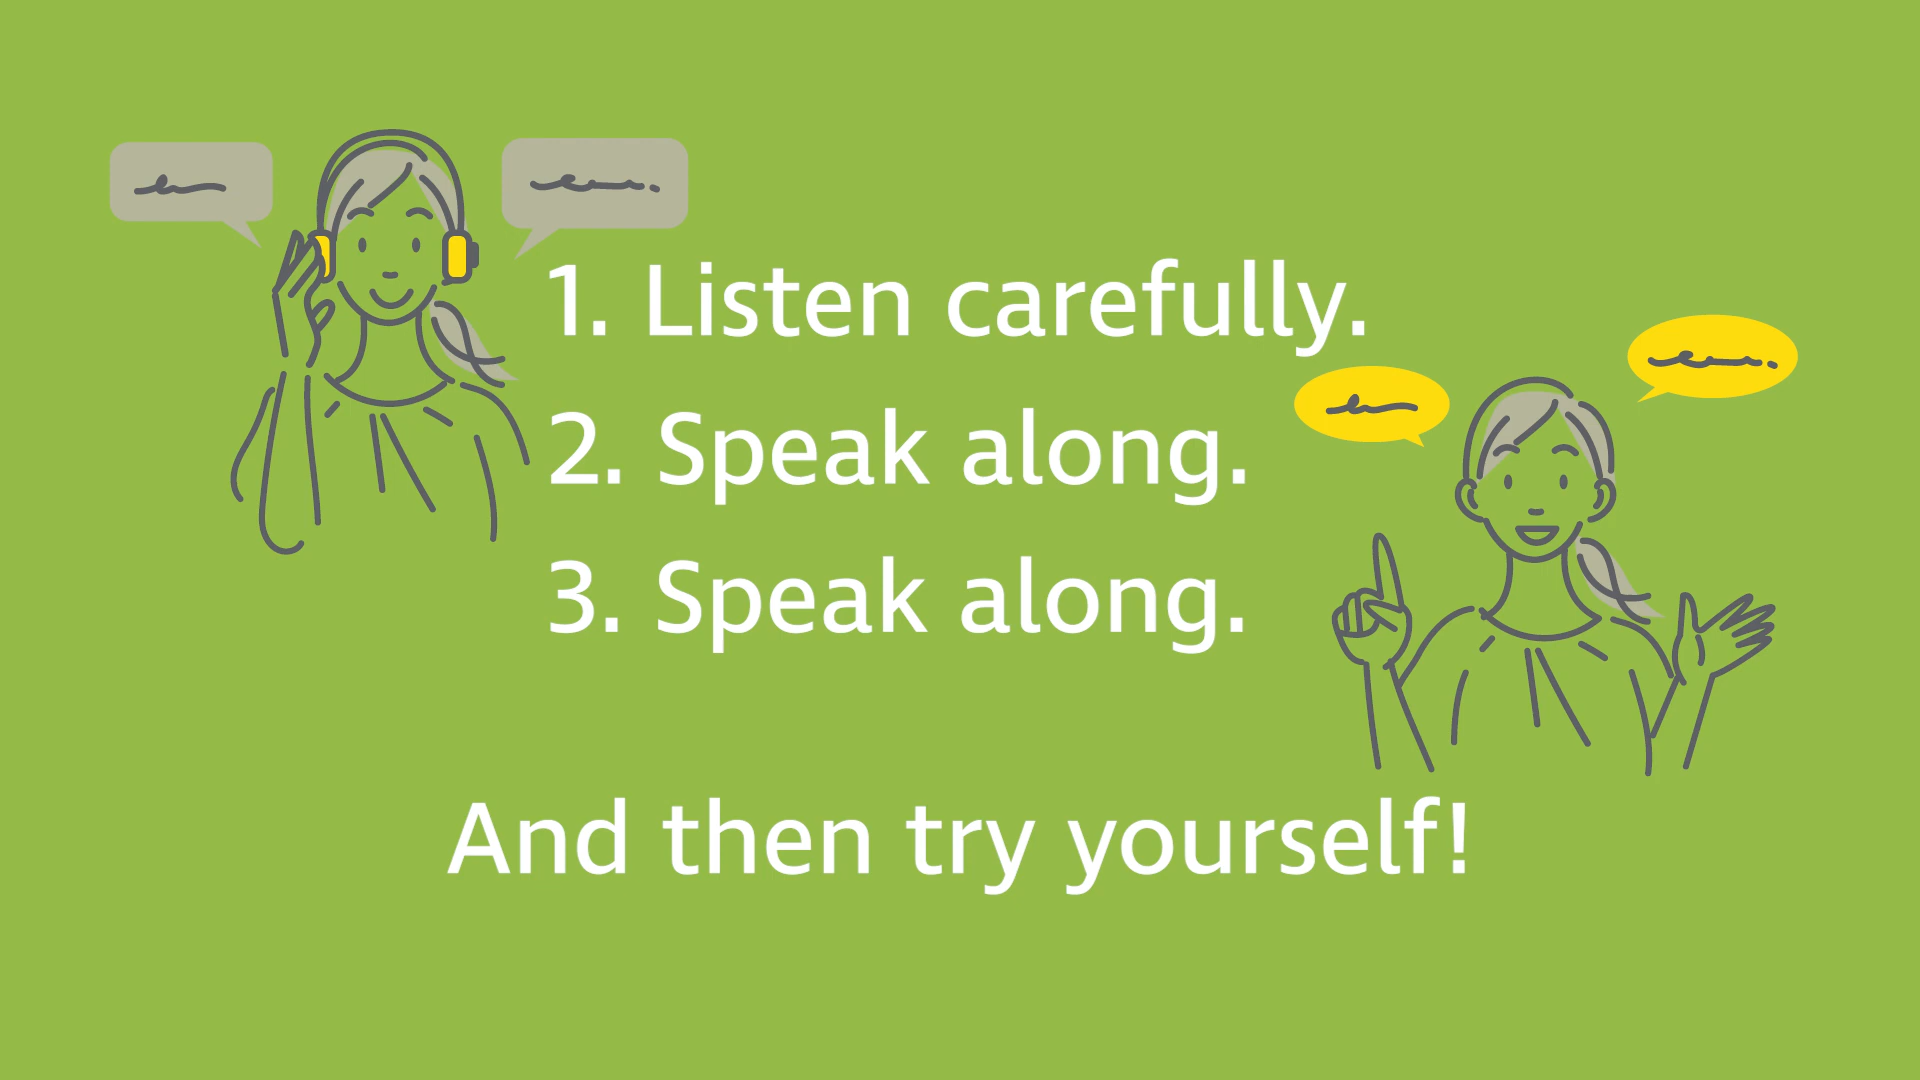 1. Listen carefully.
2. Speak along.
3. Speak along.
And then try yourself!